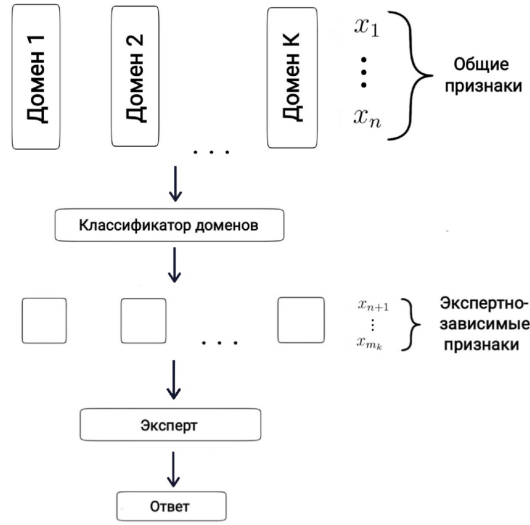 Домен 1
Домен 2
. . .
Домен K
x_1
⋮
x_n
Общие
признаки
Классификатор доменов
. . .
x_{n+1}
⋮
x_{m_k}
Экспертно-
зависимые
признаки
Эксперт
Ответ